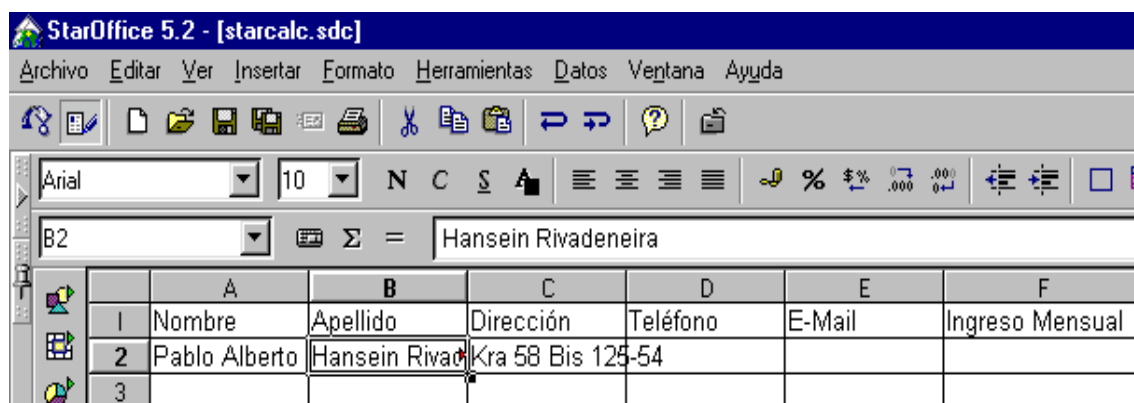 StarOffice 5.2 - [starcalc.sdc]
Archivo Editar Ver Insertar Formato Herramientas Datos Ventana Ayuda
Arial 10 N C S A % $% .000 .000
B2 Σ = Hansein Rivadeneira
A B C D E F
1 Nombre Apellido Dirección Teléfono E-Mail Ingreso Mensual
2 Pablo Alberto Hansein Rivad Kra 58 Bis 125-54
3